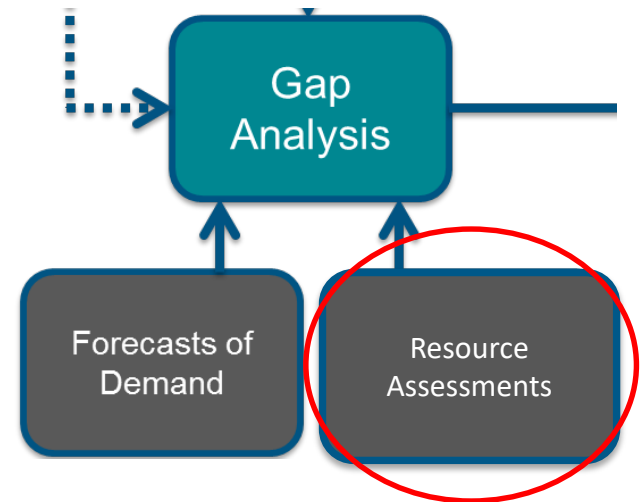 Gap
Analysis
Forecasts of
Demand
Resource
Assessments